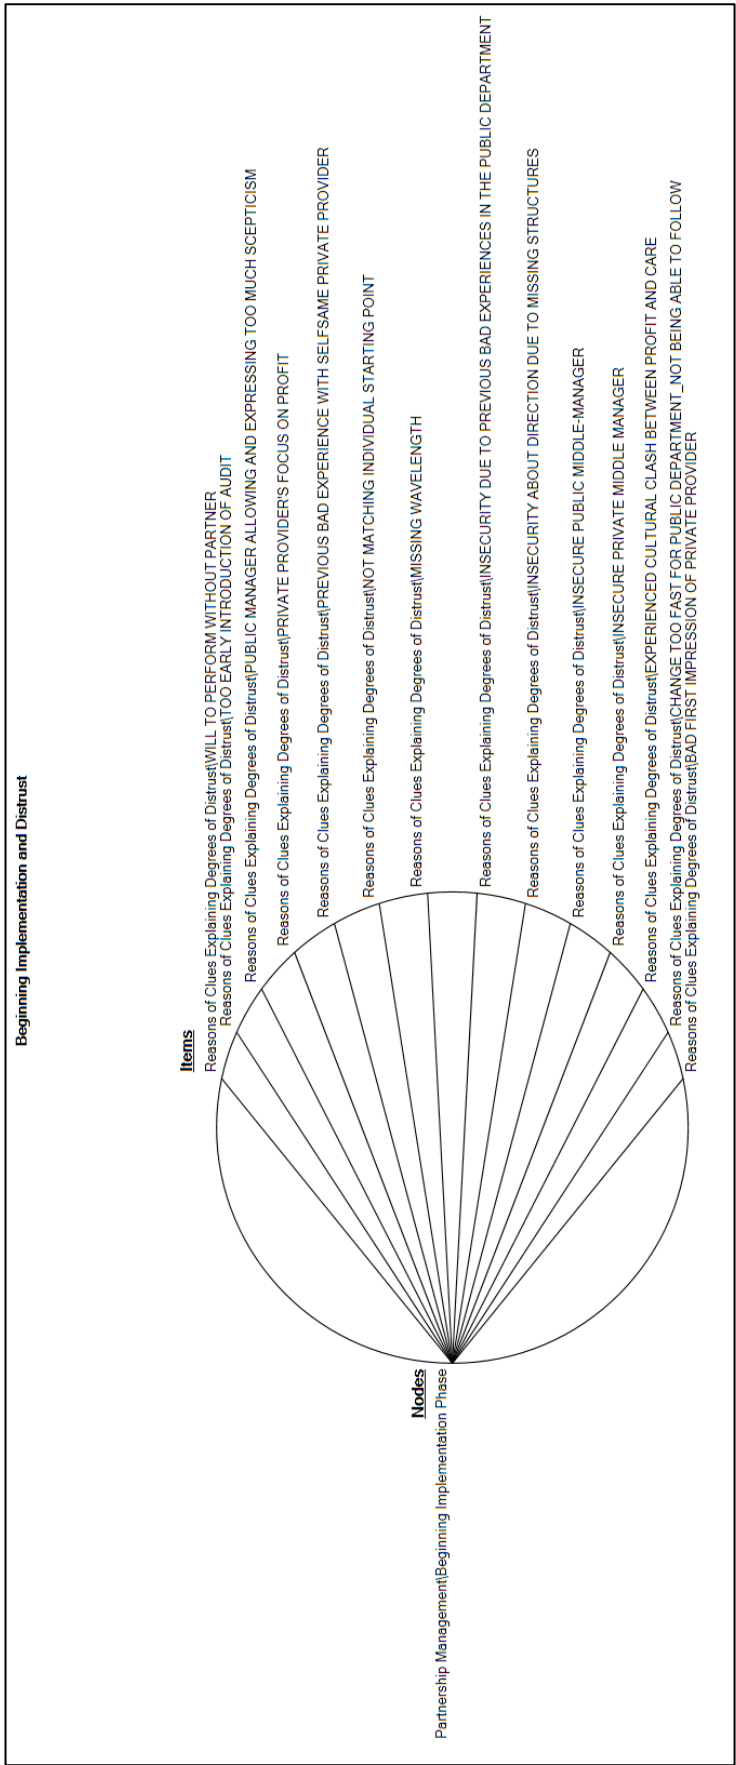 Beginning Implementation and Distrust
Items
Reasons of Clues Explaining Degrees of Distrust\WILL TO PERFORM WITHOUT PARTNER
Reasons of Clues Explaining Degrees of Distrust\TOO EARLY INTRODUCTION OF AUDIT
Reasons of Clues Explaining Degrees of Distrust\PUBLIC MANAGER ALLOWING AND EXPRESSING TOO MUCH SCEPTICISM
Reasons of Clues Explaining Degrees of Distrust\PRIVATE PROVIDER'S FOCUS ON PROFIT
Reasons of Clues Explaining Degrees of Distrust\PREVIOUS BAD EXPERIENCE WITH SELFSAME PRIVATE PROVIDER
Reasons of Clues Explaining Degrees of Distrust\NOT MATCHING INDIVIDUAL STARTING POINT
Reasons of Clues Explaining Degrees of Distrust\MISSING WAVELENGTH
Nodes
Partnership Management\Beginning Implementation Phase
Reasons of Clues Explaining Degrees of Distrust\INSECURITY DUE TO PREVIOUS BAD EXPERIENCES IN THE PUBLIC DEPARTMENT
Reasons of Clues Explaining Degrees of Distrust\INSECURITY ABOUT DIRECTION DUE TO MISSING STRUCTURES
Reasons of Clues Explaining Degrees of Distrust\INSECURE PUBLIC MIDDLE-MANAGER
Reasons of Clues Explaining Degrees of Distrust\INSECURE PRIVATE MIDDLE MANAGER
Reasons of Clues Explaining Degrees of Distrust\EXPERIENCED CULTURAL CLASH BETWEEN PROFIT AND CARE
Reasons of Clues Explaining Degrees of Distrust\CHANGE TOO FAST FOR PUBLIC DEPARTMENT_NOT BEING ABLE TO FOLLOW
Reasons of Clues Explaining Degrees of Distrust\BAD FIRST IMPRESSION OF PRIVATE PROVIDER